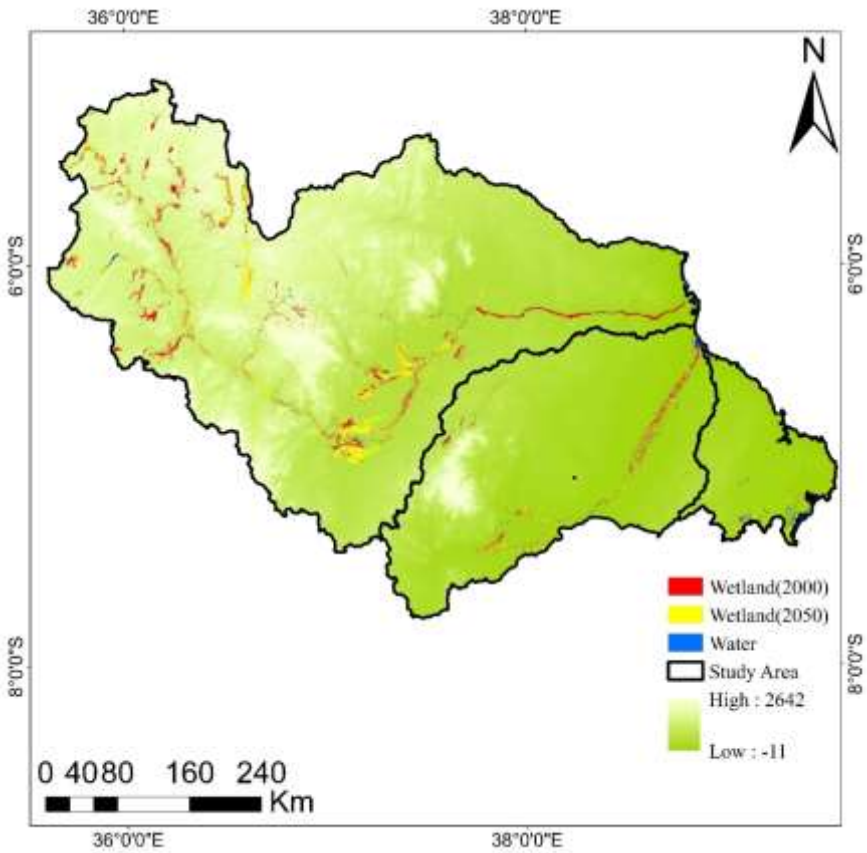 36°0'0"E 38°0'0"E
N
6°0'0"S 6°0'0"S
Wetland(2000)
Wetland(2050)
Water
Study Area
High : 2642
Low : -11
8°0'0"S 8°0'0"S
0 40 80 160 240
Km
36°0'0"E 38°0'0"E